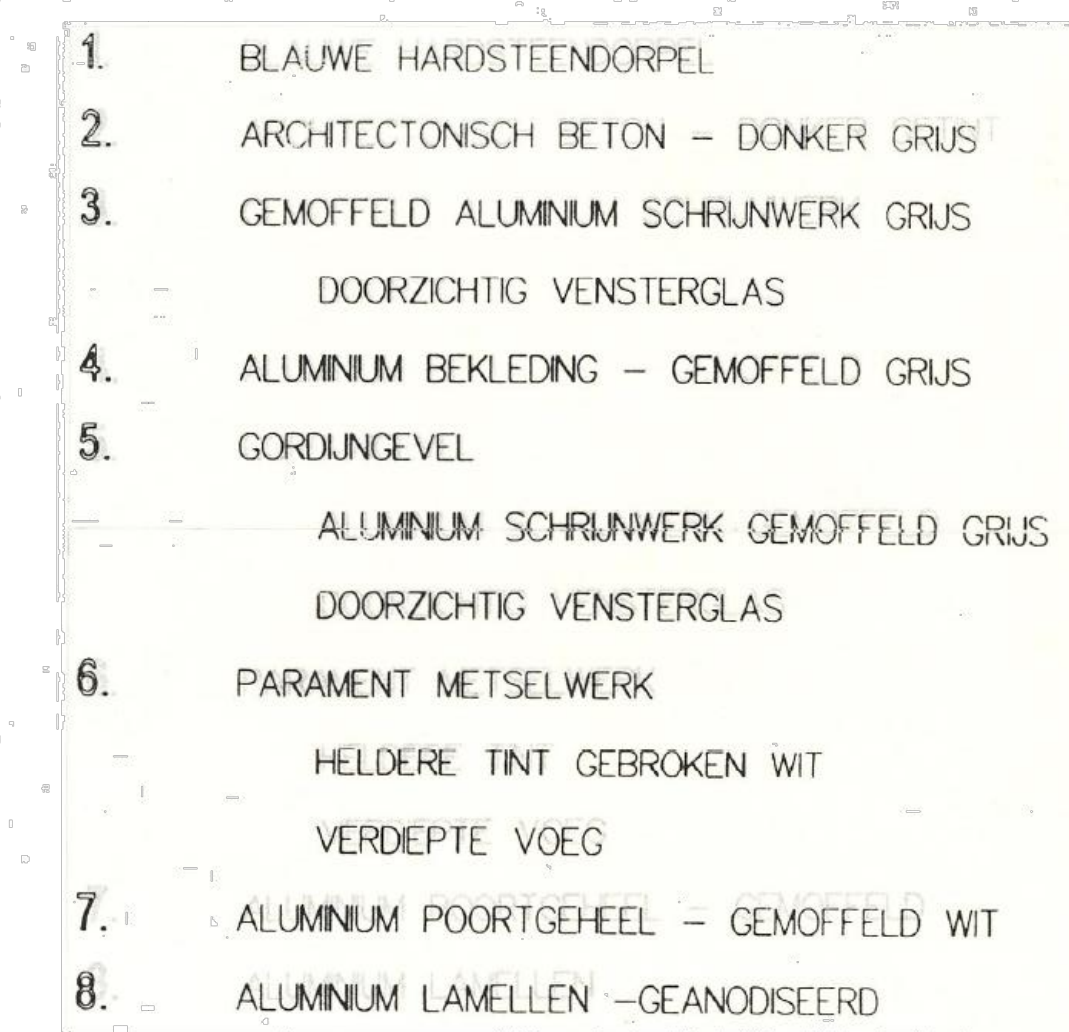 1. BLAUWE HARDSTEENDORPEL
2. ARCHITECTONISCH BETON – DONKER GRIJS
3. GEMOFFELD ALUMINIUM SCHRIJNWERK GRIJS
DOORZICHTIG VENSTERGLAS
4. ALUMINIUM BEKLEDING – GEMOFFELD GRIJS
5. GORDIJNGEVEL
ALUMINIUM SCHRIJNWERK GEMOFFELD GRIJS
DOORZICHTIG VENSTERGLAS
6. PARAMENT METSELWERK
HELDERE TINT GEBROKEN WIT
VERDIEPTE VOEG
7. ALUMINIUM POORTGEHEEL – GEMOFFELD WIT
8. ALUMINIUM LAMELLEN –GEANODISEERD